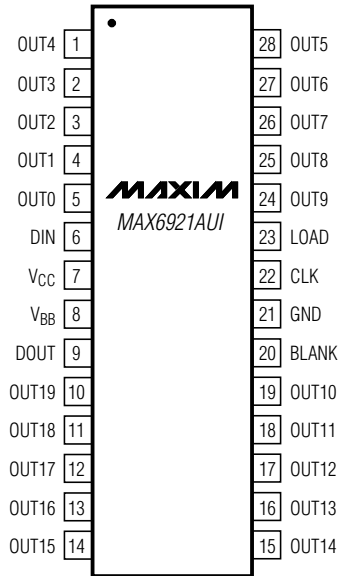 OUT4 1 28 OUT5
OUT3 2 27 OUT6
OUT2 3 26 OUT7
OUT1 4 25 OUT8
OUT0 5 MAXIM 24 OUT9
DIN 6 MAX6921AUI 23 LOAD
VCC 7 22 CLK
VBB 8 21 GND
DOUT 9 20 BLANK
OUT19 10 19 OUT10
OUT18 11 18 OUT11
OUT17 12 17 OUT12
OUT16 13 16 OUT13
OUT15 14 15 OUT14